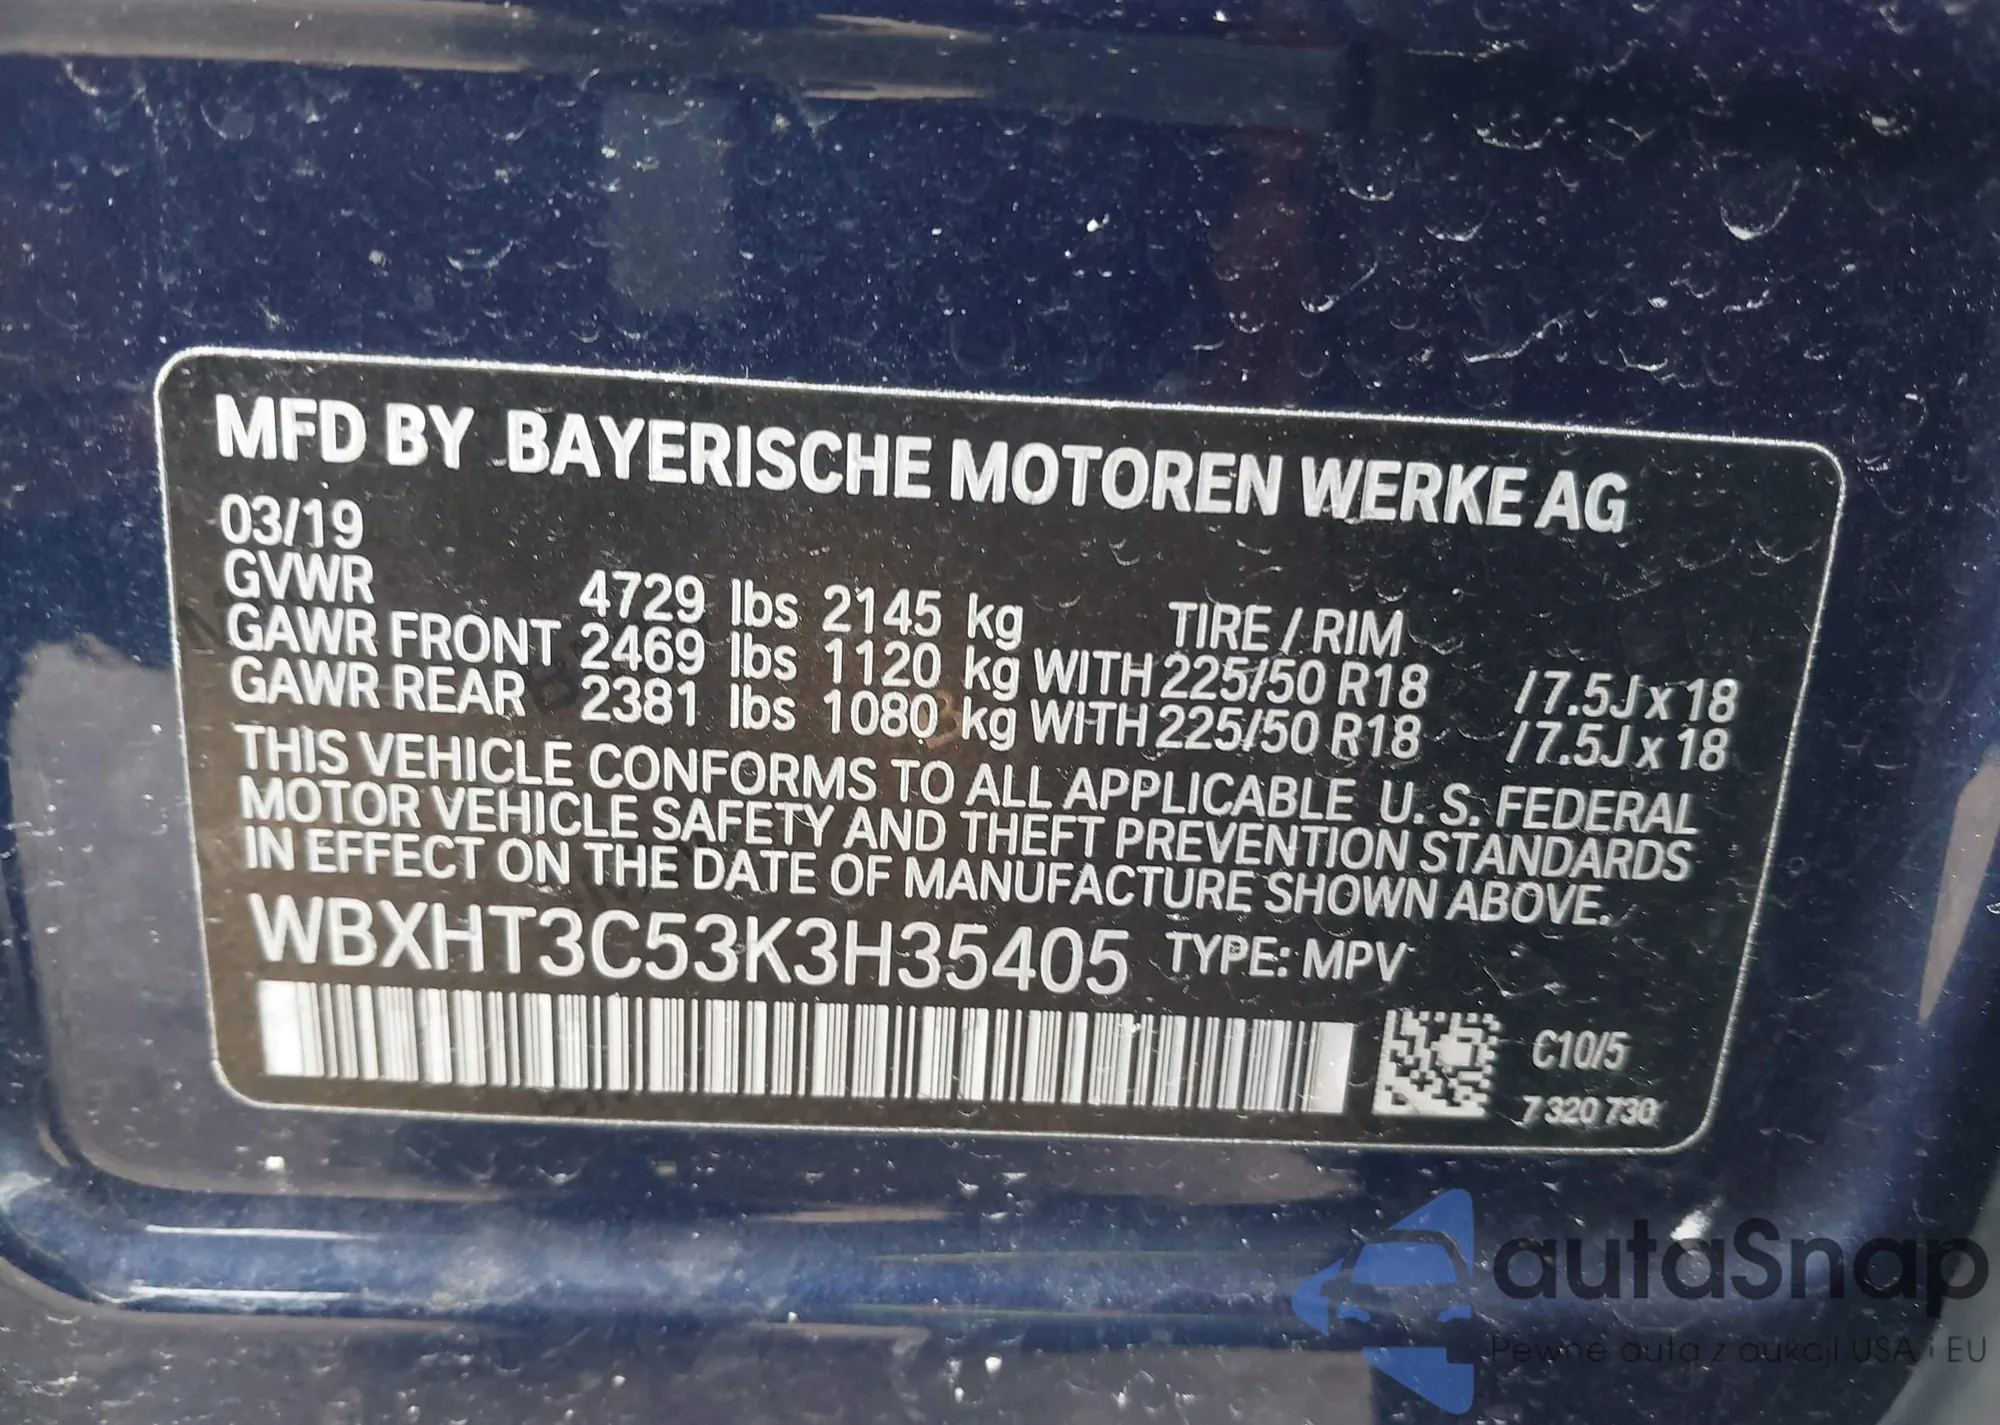 MFD BY BAYERISCHE MOTOREN WERKE AG
03/19
GVWR 4729 lbs 2145 kg TIRE / RIM
GAWR FRONT 2469 lbs 1120 kg WITH 225/50 R18 / 7.5J x 18
GAWR REAR 2381 lbs 1080 kg WITH 225/50 R18 / 7.5J x 18
THIS VEHICLE CONFORMS TO ALL APPLICABLE U. S. FEDERAL
MOTOR VEHICLE SAFETY AND THEFT PREVENTION STANDARDS
IN EFFECT ON THE DATE OF MANUFACTURE SHOWN ABOVE.
WBXHT3C53K3H35405 TYPE: MPV
C10/5
7 320 730
autaSnap
Pewne auta z aukcji USA i EU